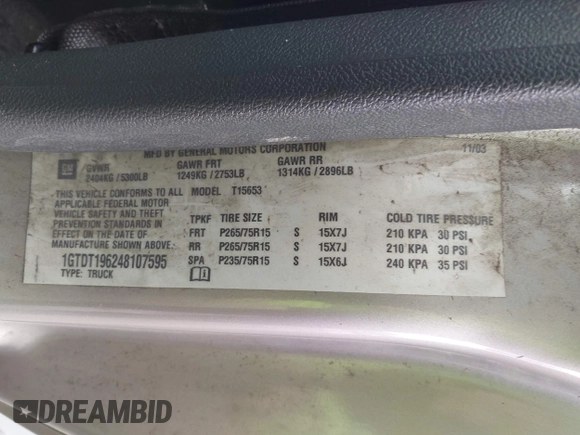 MFD BY GENERAL MOTORS CORPORATION 11/03
GM GVWR GAWR FRT GAWR RR
2404KG / 5300LB 1249KG / 2753LB 1314KG / 2896LB
THIS VEHICLE CONFORMS TO ALL MODEL T15653
APPLICABLE FEDERAL MOTOR
VEHICLE SAFETY AND THEFT TPKF TIRE SIZE RIM COLD TIRE PRESSURE
PREVENTION STANDARDS IN FRT P265/75R15 S 15X7J 210 KPA 30 PSI
EFFECT ON THE DATE OF RR P265/75R15 S 15X7J 210 KPA 30 PSI
MANUFACTURE SHOWN ABOVE.
1GTDT196248107595 SPA P235/75R15 S 15X6J 240 KPA 35 PSI
TYPE: TRUCK
DREAMBID